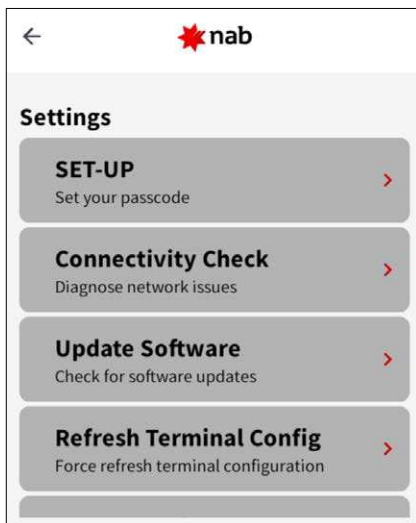 nab
Settings
SET-UP
Set your passcode
Connectivity Check
Diagnose network issues
Update Software
Check for software updates
Refresh Terminal Config
Force refresh terminal configuration